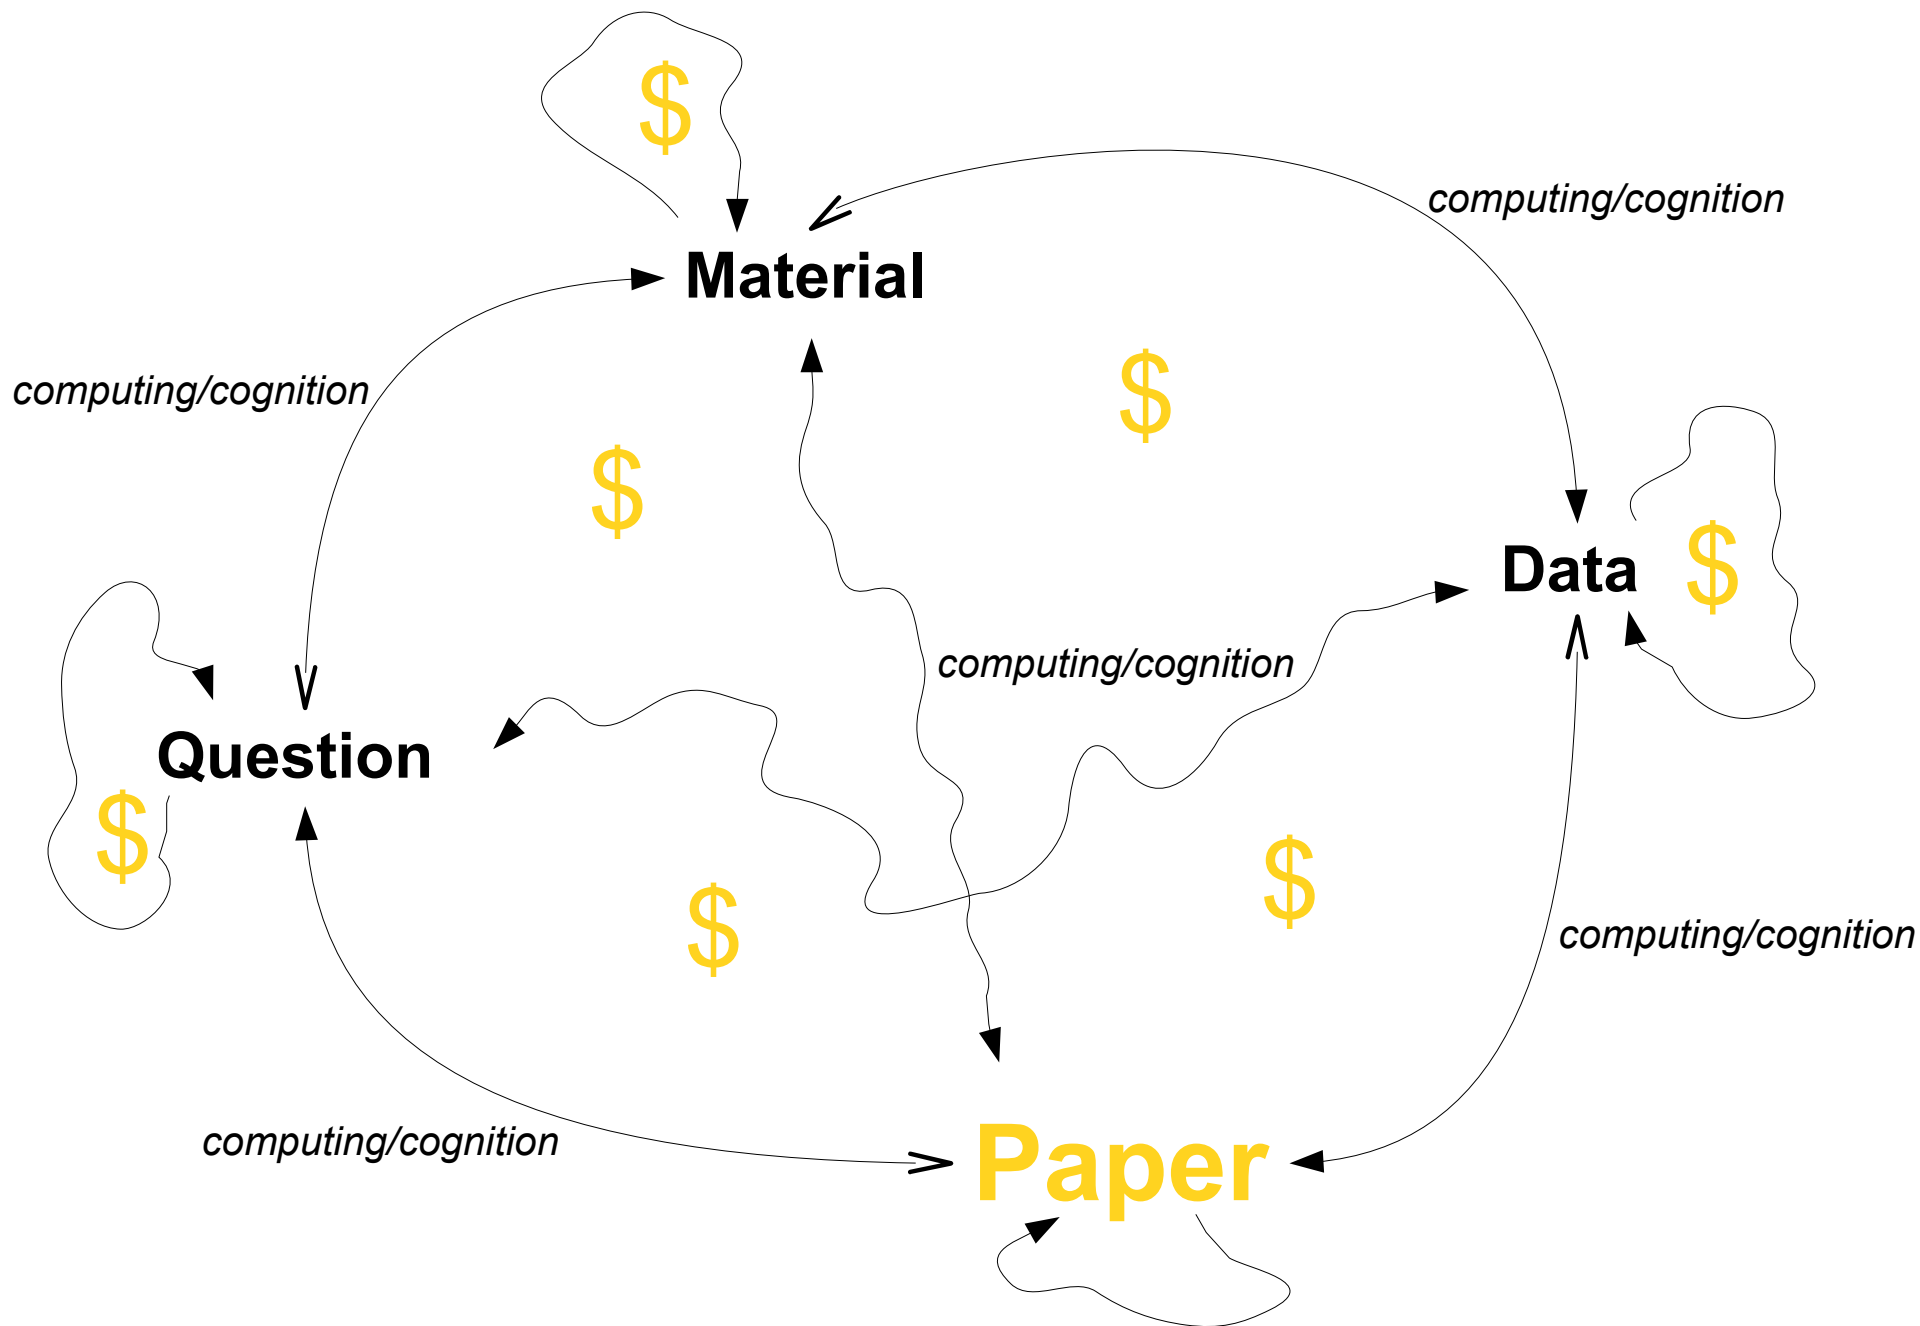 $
computing/cognition
Material
computing/cognition
$
$
Data
$
computing/cognition
Question
$
$
$
computing/cognition
computing/cognition
Paper